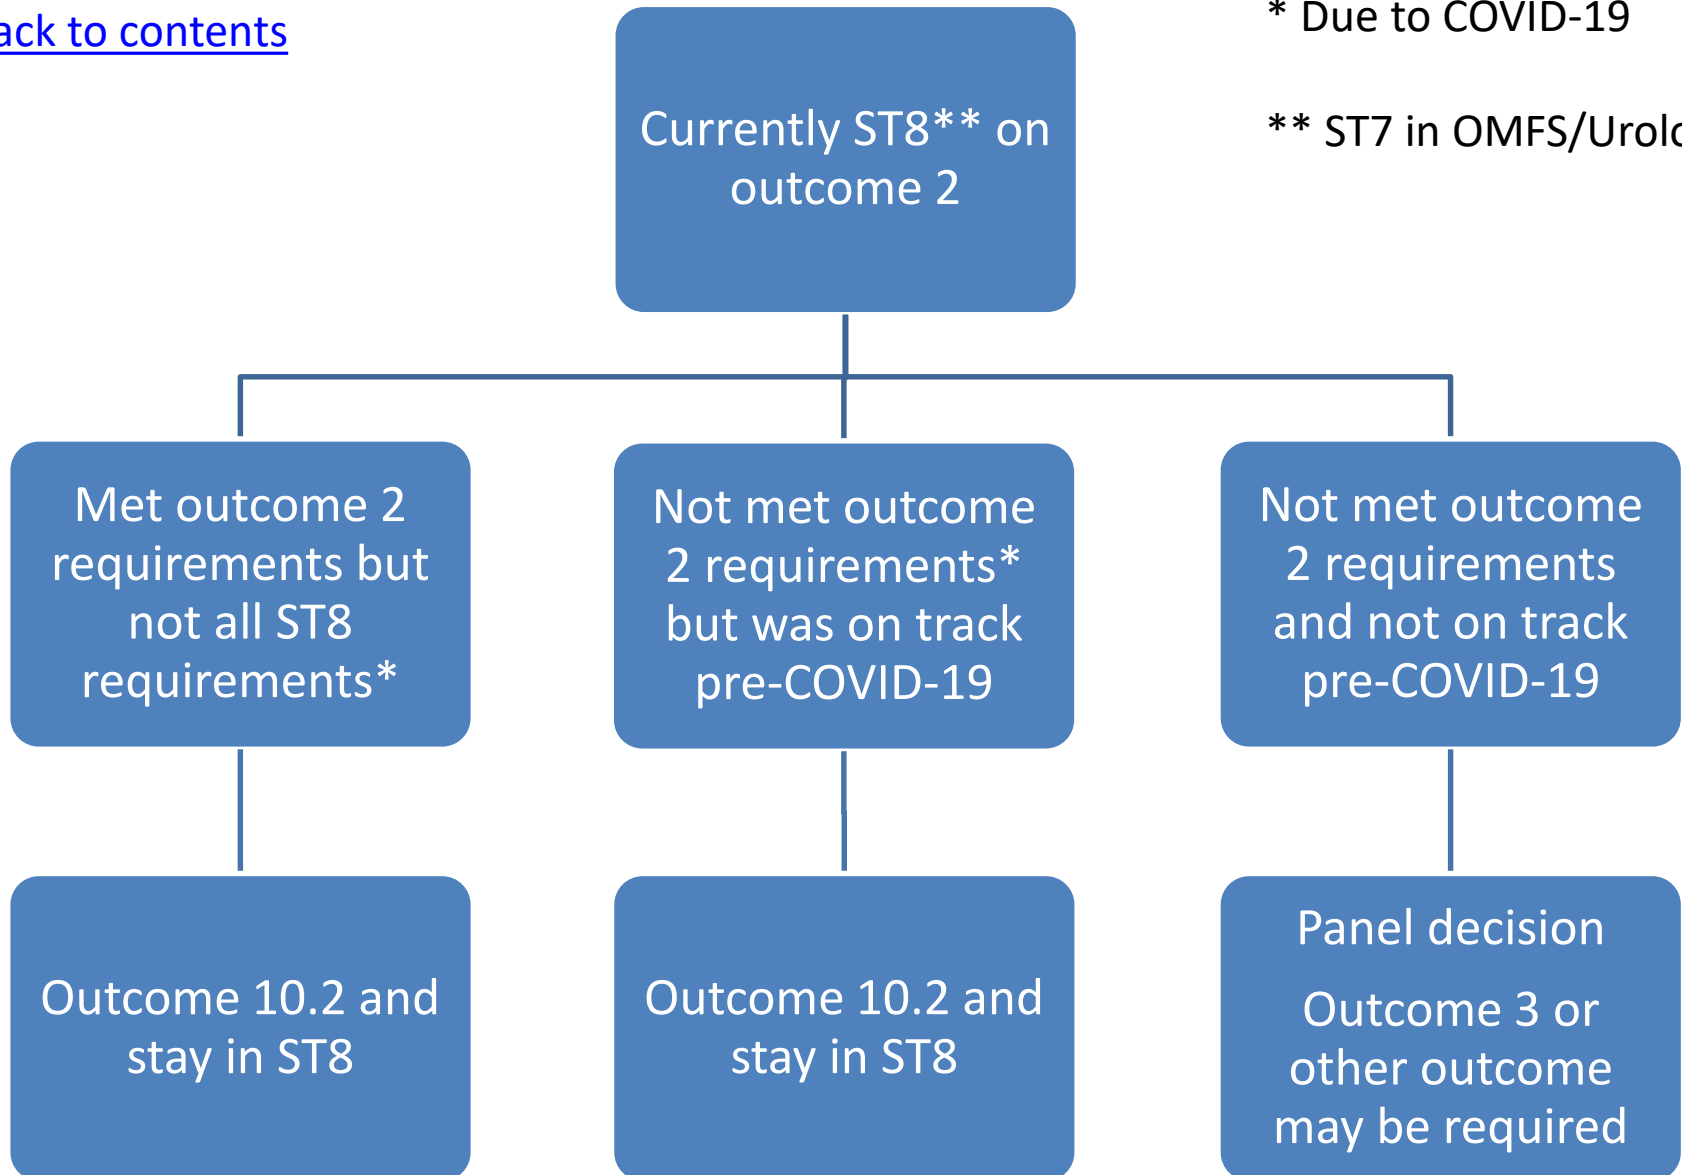 to contents
* Due to COVID-19
** ST7 in
Currently ST8** on
outcome 2
Met outcome 2
requirements but
not all ST8
requirements*
Not met outcome
2 requirements*
but was on track
pre-COVID-19
Not met outcome
2 requirements
and not on track
pre-COVID-19
Outcome 10.2 and
stay in ST8
Outcome 10.2 and
stay in ST8
Panel decision
Outcome 3 or
other outcome
may be required